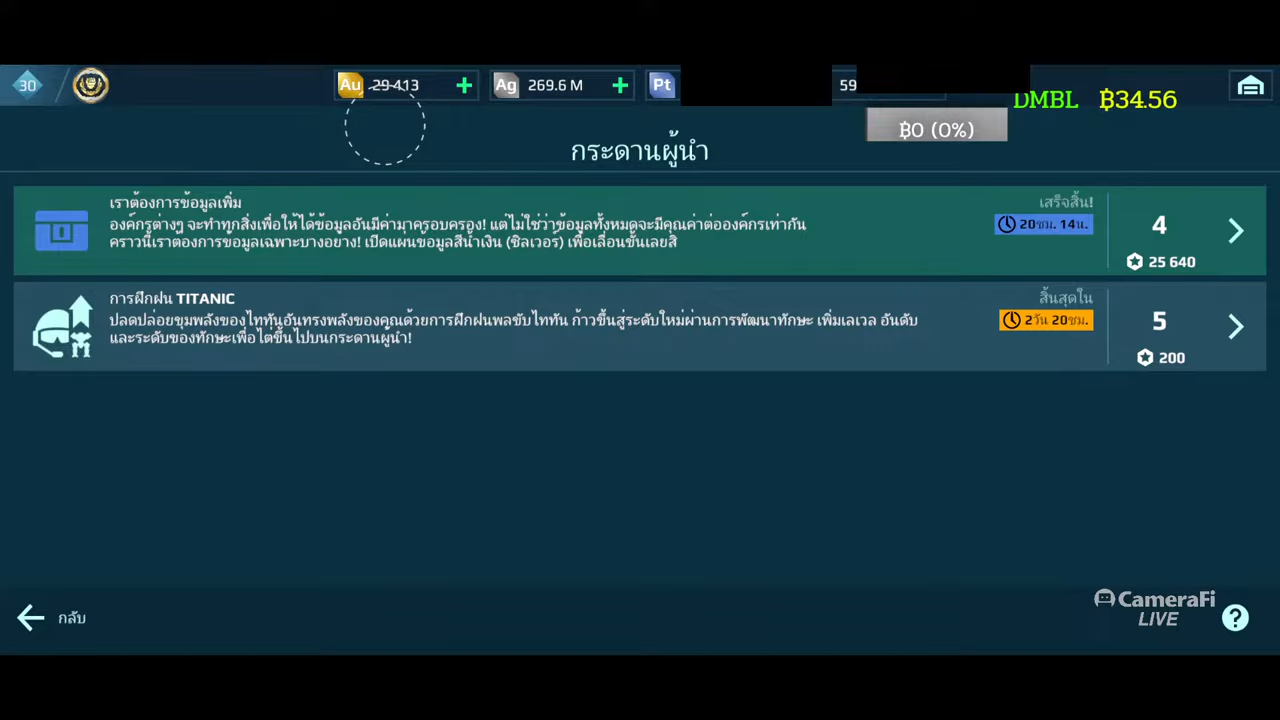 30
Au 29 413 +
Ag 269.6 M +
Pt
59
DMBL ฿34.56
฿0 (0%)
กระดานผู้นำ
เราต้องการข้อมูลเพิ่ม
องค์กรต่างๆ จะทำทุกสิ่งเพื่อให้ได้ข้อมูลอันมีค่ามาครอบครอง! แต่ไม่ใช่ว่าข้อมูลทั้งหมดจะมีคุณค่าต่อองค์กรเท่ากัน
คราวนี้เราต้องการข้อมูลเฉพาะบางอย่าง! เปิดแผ่นข้อมูลสีน้ำเงิน (ซิลเวอร์) เพื่อเลื่อนขั้นเลยสิ
เสร็จสิ้น!
20ชม. 14น.
4
25 640
การฝึกฝน TITANIC
ปลดปล่อยขุมพลังของไททันอันทรงพลังของคุณด้วยการฝึกฝนพลขับไททัน ก้าวขึ้นสู่ระดับใหม่ผ่านการพัฒนาทักษะ เพิ่มเลเวล อันดับ
และระดับของทักษะเพื่อไต่ขึ้นไปบนกระดานผู้นำ!
สิ้นสุดใน
2วัน 20ชม.
5
200
กลับ
CameraFi
LIVE
?